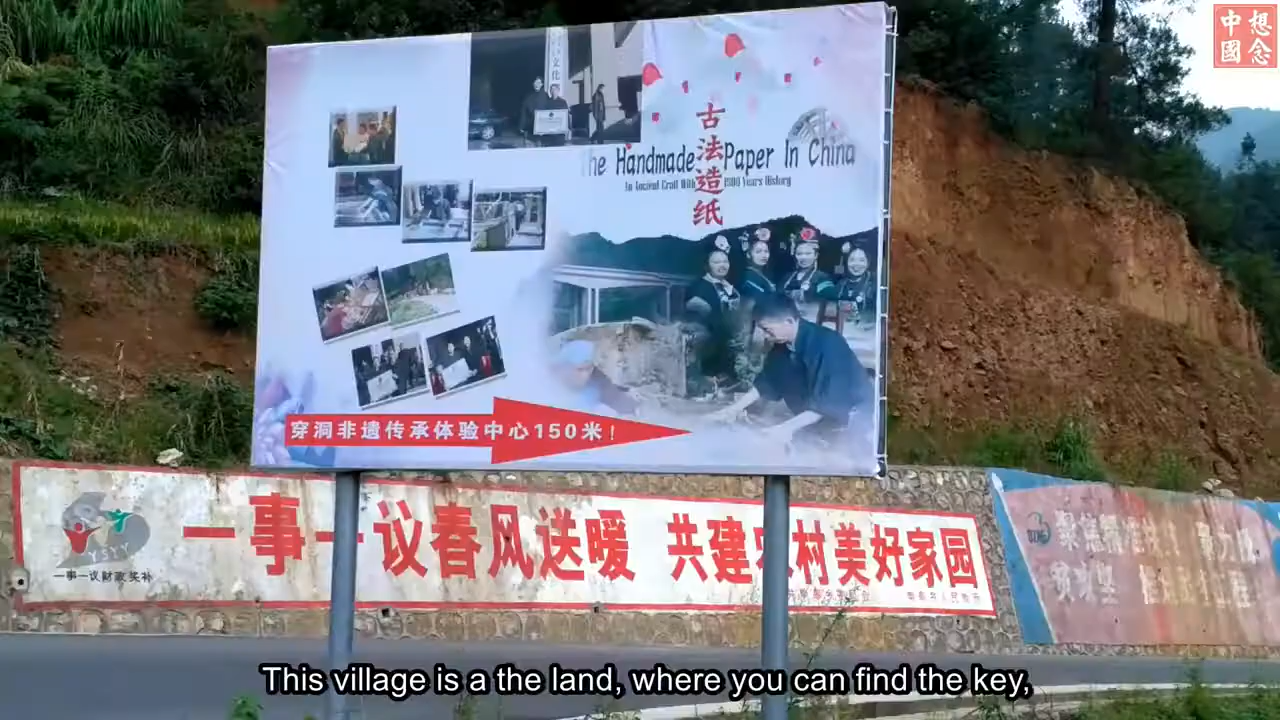 想念
中國
古法造纸
The Handmade Paper In China
An Ancient Craft With 1500 Years History
穿洞非遗传承体验中心150米!
YSYY
一事一议财政奖补
一事一议春风送暖 共建农村美好家园
This village is a the land, where you can find the key,